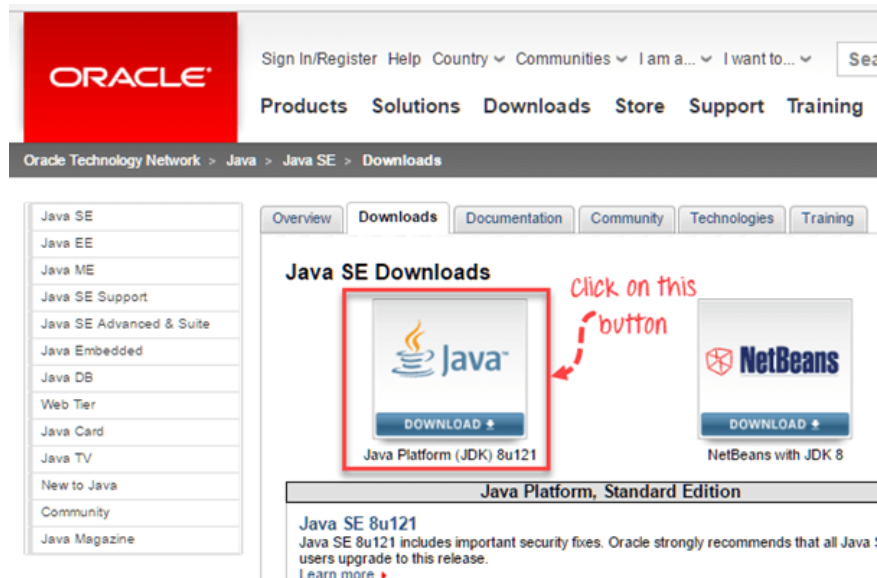 ORACLE
Sign In/Register Help Country Communities I am a... I want to...
Products Solutions Downloads Store Support Training
Oracle Technology Network > Java > Java SE > Downloads
Java SE
Java EE
Java ME
Java SE Support
Java SE Advanced & Suite
Java Embedded
Java DB
Web Tier
Java Card
Java TV
New to Java
Community
Java Magazine
Overview Downloads Documentation Community Technologies Training
Java SE Downloads
Click on this
button
Java
DOWNLOAD
Java Platform (JDK) 8u121
NetBeans
DOWNLOAD
NetBeans with JDK 8
Java Platform, Standard Edition
Java SE 8u121
Java SE 8u121 includes important security fixes. Oracle strongly recommends that all Java
users upgrade to this release.
Learn more